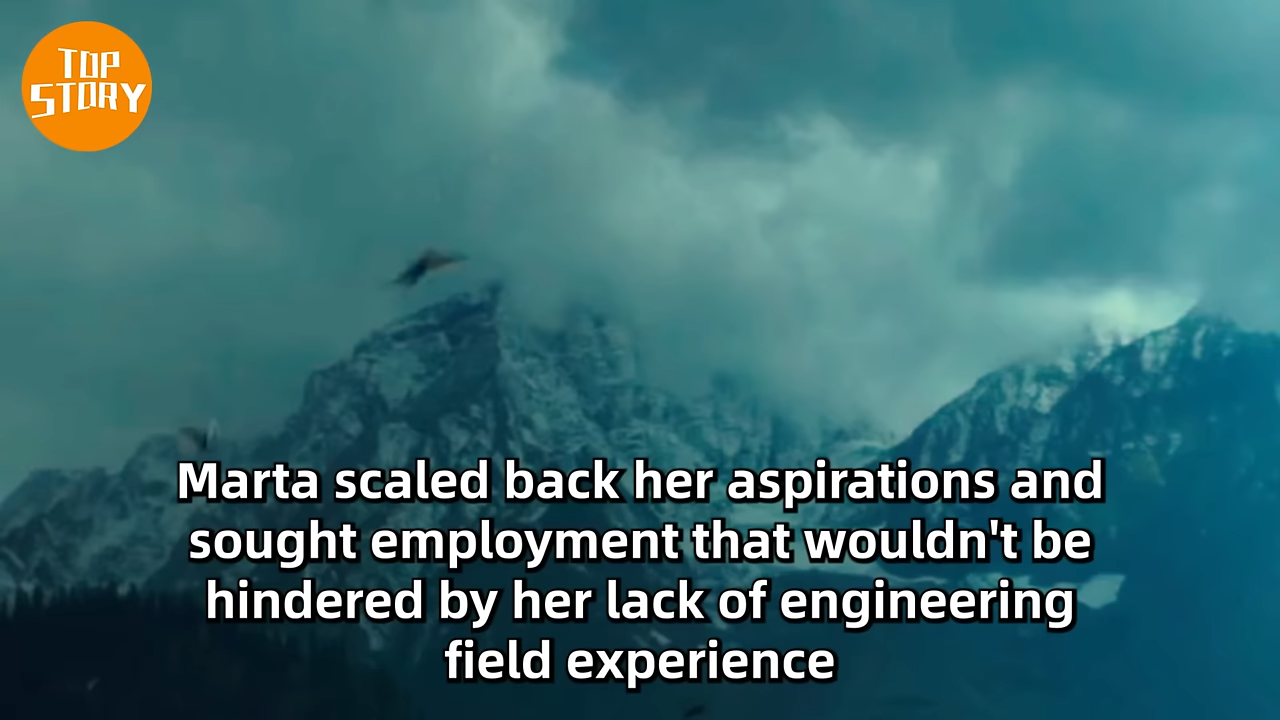 TOP
STORY
Marta scaled back her aspirations and
sought employment that wouldn't be
hindered by her lack of engineering
field experience